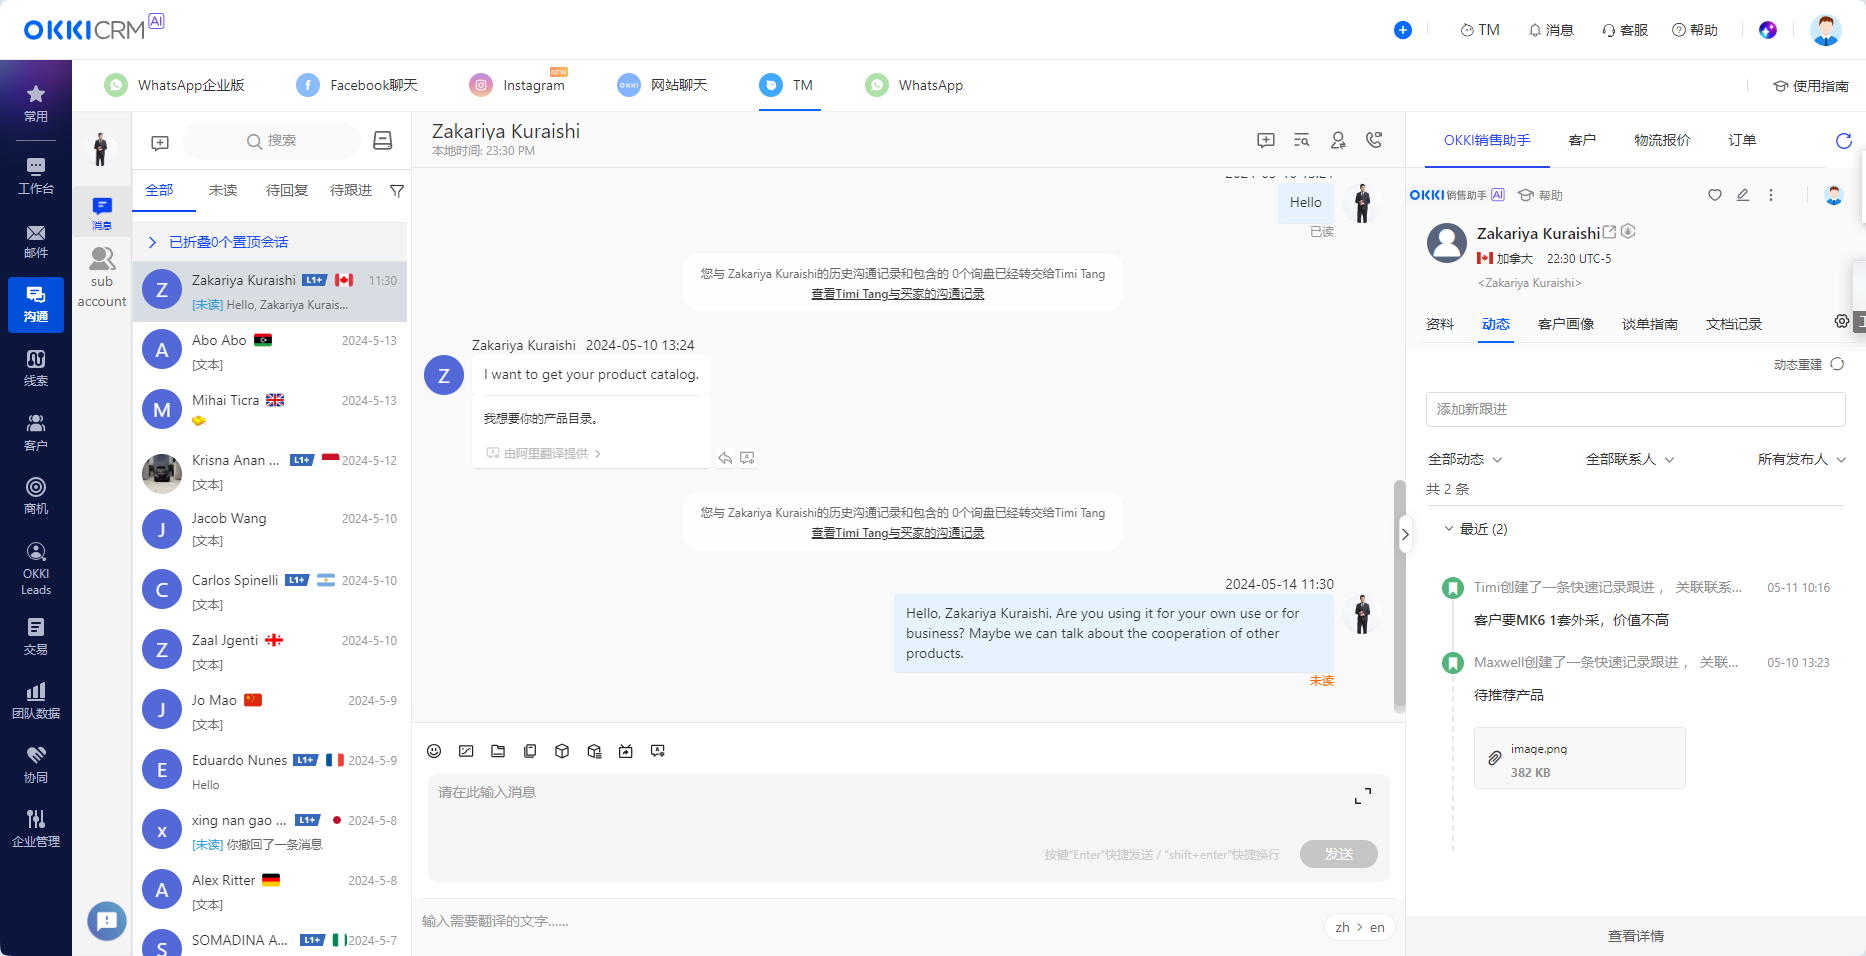 OKKICRM AI
TM
消息
客服
帮助
WhatsApp企业版
Facebook聊天
Instagram
NEW
OKKI
网站聊天
TM
WhatsApp
使用指南
常用
工作台
邮件
沟通
线索
客户
商机
OKKI
Leads
交易
团队数据
协同
企业管理
消息
sub
account
搜索
全部
未读
待回复
待跟进
已折叠0个置顶会话
Z
Zakariya Kuraishi L1+ 11:30
[未读] Hello, Zakariya Kurais...
A
Abo Abo 2024-5-13
[文本]
M
Mihai Ticra 2024-5-13
Krisna Anan ... L1+ 2024-5-12
[文本]
J
Jacob Wang 2024-5-10
[文本]
C
Carlos Spinelli L1+ 2024-5-10
[文本]
Z
Zaal Jgenti 2024-5-10
[文本]
J
Jo Mao 2024-5-9
[文本]
E
Eduardo Nunes L1+ 2024-5-9
Hello
x
xing nan gao ... L1+ 2024-5-8
[未读] 你撤回了一条消息
A
Alex Ritter 2024-5-8
[文本]
S
SOMADINA A... L1+ 2024-5-7
Zakariya Kuraishi
本地时间: 23:30 PM
Hello
已读
您与 Zakariya Kuraishi的历史沟通记录和包含的 0个询盘已经转交给Timi Tang
查看Timi Tang与买家的沟通记录
Zakariya Kuraishi 2024-05-10 13:24
Z
I want to get your product catalog.
我想要你的产品目录。
由阿里翻译提供
您与 Zakariya Kuraishi的历史沟通记录和包含的 0个询盘已经转交给Timi Tang
查看Timi Tang与买家的沟通记录
2024-05-14 11:30
Hello, Zakariya Kuraishi. Are you using it for your own use or for
business? Maybe we can talk about the cooperation of other
products.
未读
请在此输入消息
按键“Enter”快捷发送 / “shift+enter”快捷换行
发送
输入需要翻译的文字......
zh > en
OKKI销售助手
客户
物流报价
订单
OKKI 销售助手 AI
帮助
Zakariya Kuraishi
加拿大 22:30 UTC-5
<Zakariya Kuraishi>
资料
动态
客户画像
谈单指南
文档记录
动态重建
添加新跟进
全部动态
全部联系人
所有发布人
共 2 条
最近 (2)
Timi创建了一条快速记录跟进， 关联联系... 05-11 10:16
客户要MK6 1套外采，价值不高
Maxwell创建了一条快速记录跟进， 关联... 05-10 13:23
待推荐产品
image.png
382 KB
查看详情